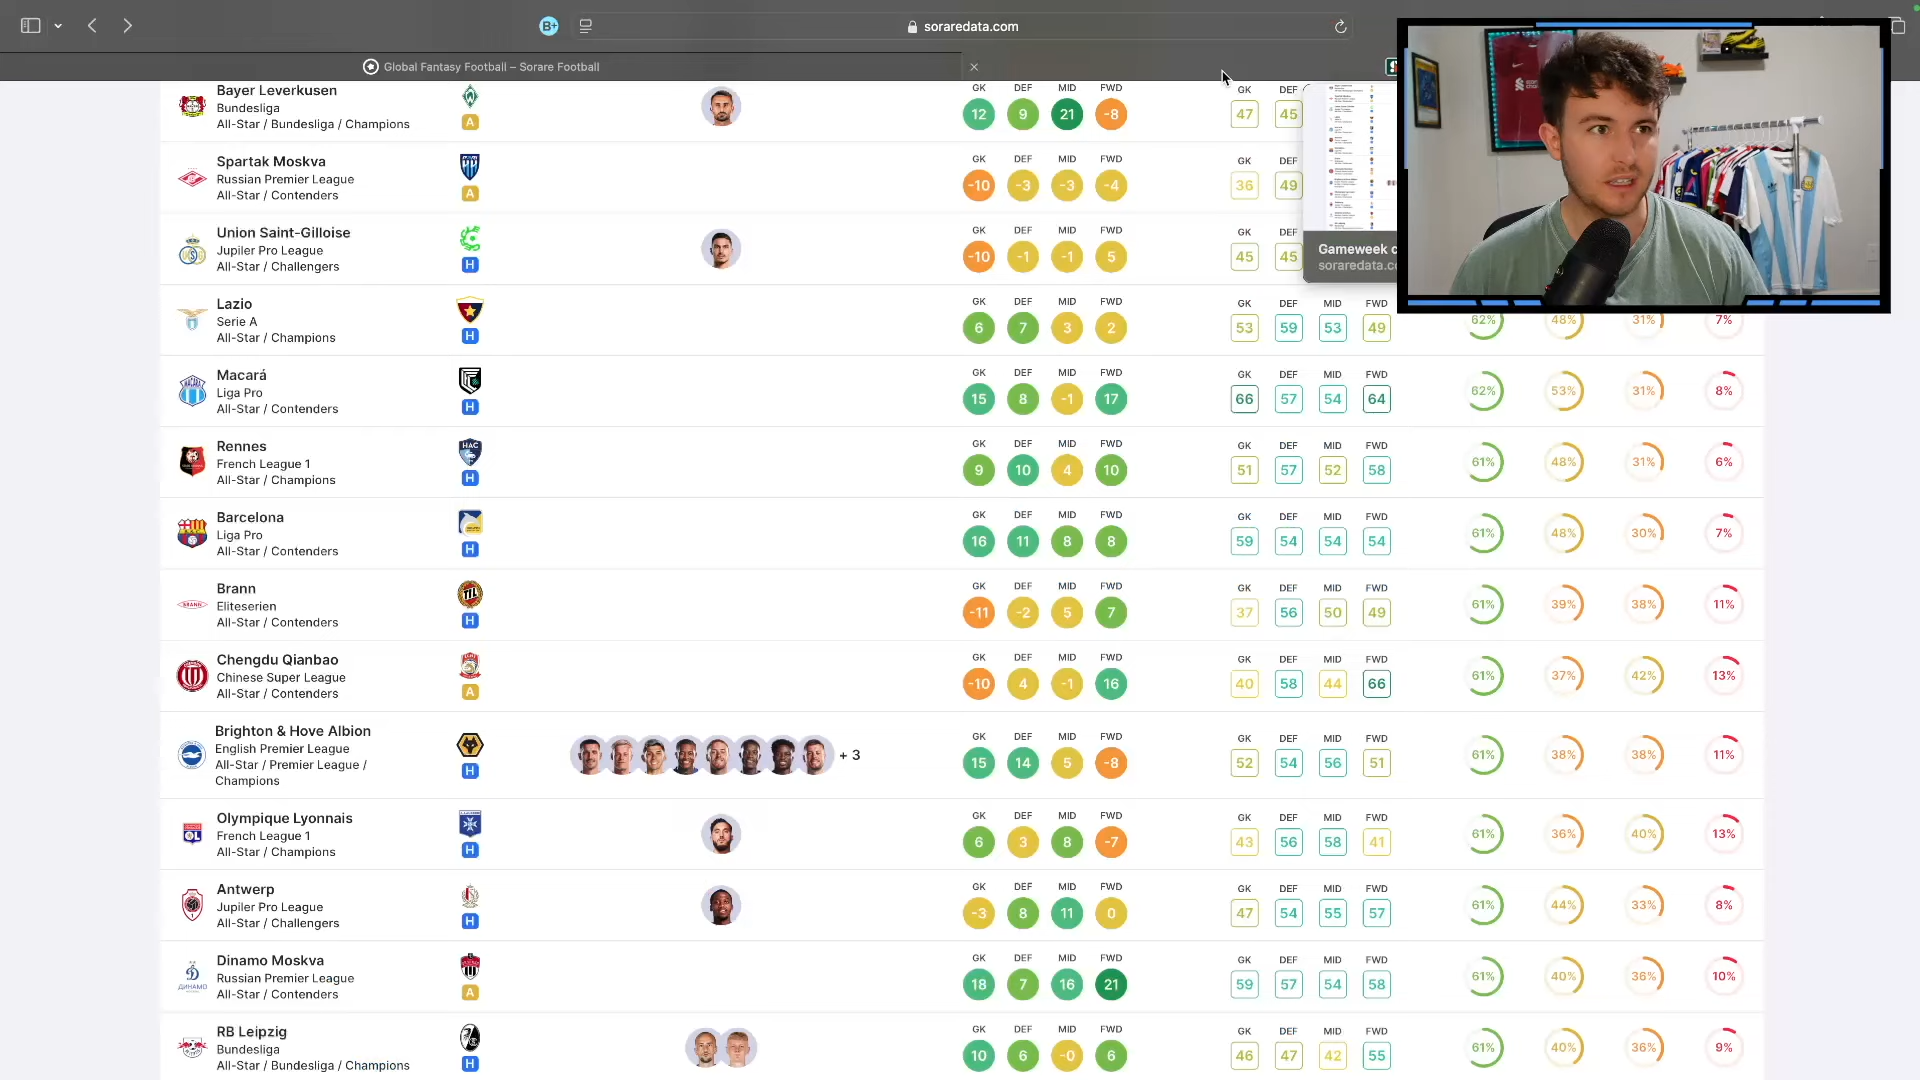 B+
soraredata.com
Global Fantasy Football – Sorare Football
Bayer Leverkusen
Bundesliga
All-Star / Bundesliga / Champions
A
GK DEF MID FWD
12 9 21 -8
GK DEF
47 45
Spartak Moskva
Russian Premier League
All-Star / Contenders
A
GK DEF MID FWD
-10 -3 -3 -4
GK DEF
36 49
Union Saint-Gilloise
Jupiler Pro League
All-Star / Challengers
H
GK DEF MID FWD
-10 -1 -1 5
GK DEF
45 45
Gameweek c
soraredata.co
Lazio
Serie A
All-Star / Champions
H
GK DEF MID FWD
6 7 3 2
GK DEF MID FWD
53 59 53 49
62% 48% 31% 7%
Macará
Liga Pro
All-Star / Contenders
H
GK DEF MID FWD
15 8 -1 17
GK DEF MID FWD
66 57 54 64
62% 53% 31% 8%
Rennes
French League 1
All-Star / Champions
HAC
H
GK DEF MID FWD
9 10 4 10
GK DEF MID FWD
51 57 52 58
61% 48% 31% 6%
Barcelona
Liga Pro
All-Star / Contenders
H
GK DEF MID FWD
16 11 8 8
GK DEF MID FWD
59 54 54 54
61% 48% 30% 7%
Brann
Eliteserien
All-Star / Contenders
BRANN
H
GK DEF MID FWD
-11 -2 5 7
GK DEF MID FWD
37 56 50 49
61% 39% 38% 11%
Chengdu Qianbao
Chinese Super League
All-Star / Contenders
A
GK DEF MID FWD
-10 4 -1 16
GK DEF MID FWD
40 58 44 66
61% 37% 42% 13%
Brighton & Hove Albion
English Premier League
All-Star / Premier League /
Champions
H
+ 3
GK DEF MID FWD
15 14 5 -8
GK DEF MID FWD
52 54 56 51
61% 38% 38% 11%
Olympique Lyonnais
French League 1
All-Star / Champions
H
GK DEF MID FWD
6 3 8 -7
GK DEF MID FWD
43 56 58 41
61% 36% 40% 13%
Antwerp
Jupiler Pro League
All-Star / Challengers
H
GK DEF MID FWD
-3 8 11 0
GK DEF MID FWD
47 54 55 57
61% 44% 33% 8%
Dinamo Moskva
Russian Premier League
All-Star / Contenders
ДИНАМО
A
GK DEF MID FWD
18 7 16 21
GK DEF MID FWD
59 57 54 58
61% 40% 36% 10%
RB Leipzig
Bundesliga
All-Star / Bundesliga / Champions
H
GK DEF MID FWD
10 6 -0 6
GK DEF MID FWD
46 47 42 55
61% 40% 36% 9%